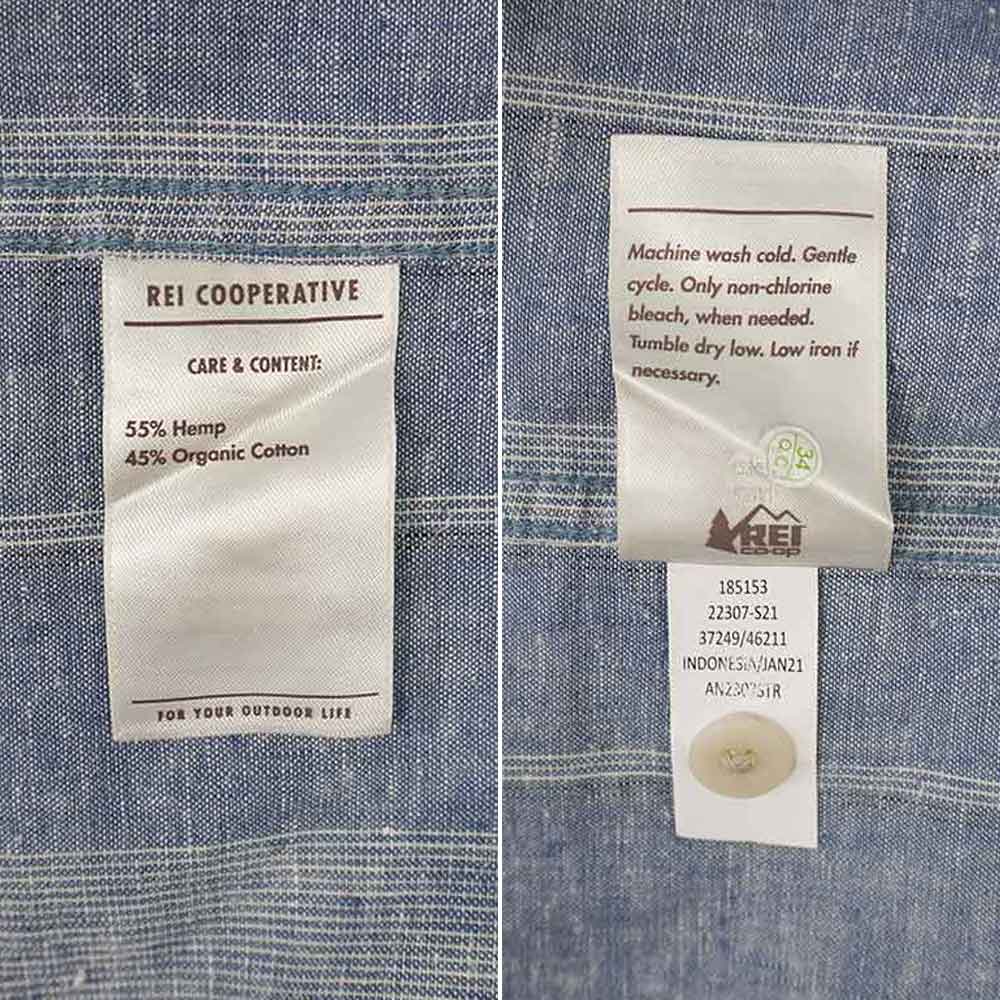 REI COOPERATIVE
CARE & CONTENT:
55% Hemp
45% Organic Cotton
FOR YOUR OUTDOOR LIFE
Machine wash cold. Gentle
cycle. Only non-chlorine
bleach, when needed.
Tumble dry low. Low iron if
necessary.
34
QC
REI
CO·OP
185153
22307-S21
37249/46211
INDONESIA/JAN21